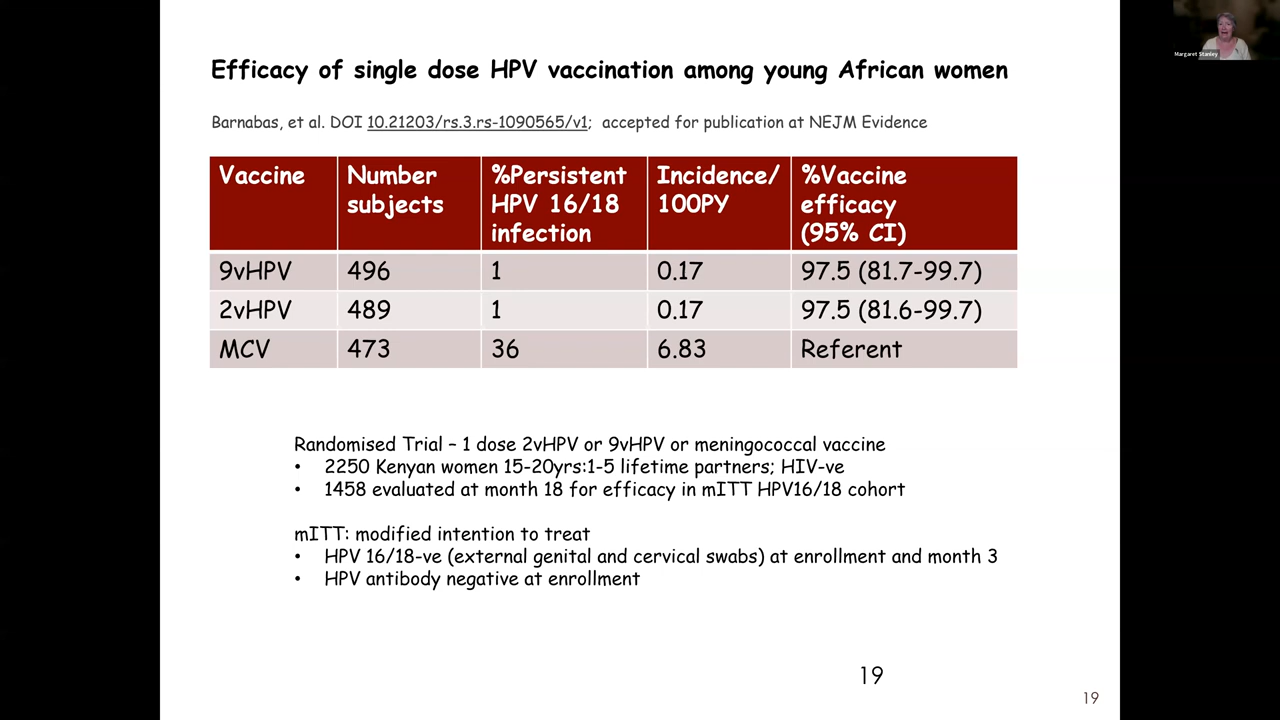 Efficacy of single dose HPV vaccination among young African women
Margaret Stanley
Barnabas, et al. DOI 10.21203/rs.3.rs-1090565/v1; accepted for publication at NEJM Evidence
Vaccine Number subjects %Persistent HPV 16/18 infection Incidence/ 100PY %Vaccine efficacy (95% CI)
9vHPV 496 1 0.17 97.5 (81.7-99.7)
2vHPV 489 1 0.17 97.5 (81.6-99.7)
MCV 473 36 6.83 Referent
Randomised Trial – 1 dose 2vHPV or 9vHPV or meningococcal vaccine
• 2250 Kenyan women 15-20yrs:1-5 lifetime partners; HIV-ve
• 1458 evaluated at month 18 for efficacy in mITT HPV16/18 cohort
mITT: modified intention to treat
• HPV 16/18-ve (external genital and cervical swabs) at enrollment and month 3
• HPV antibody negative at enrollment
19
19